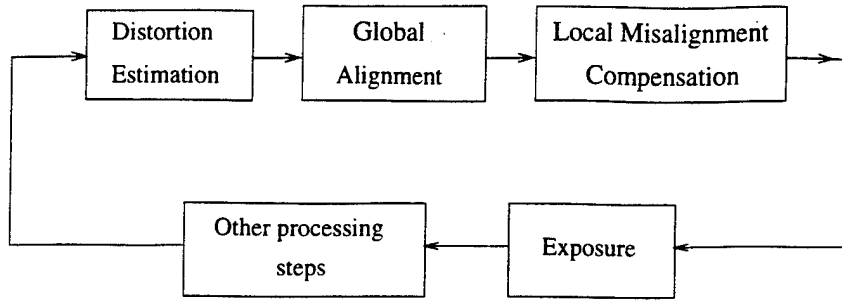 Distortion
Estimation
Global
Alignment
Local Misalignment
Compensation
Other processing
steps
Exposure